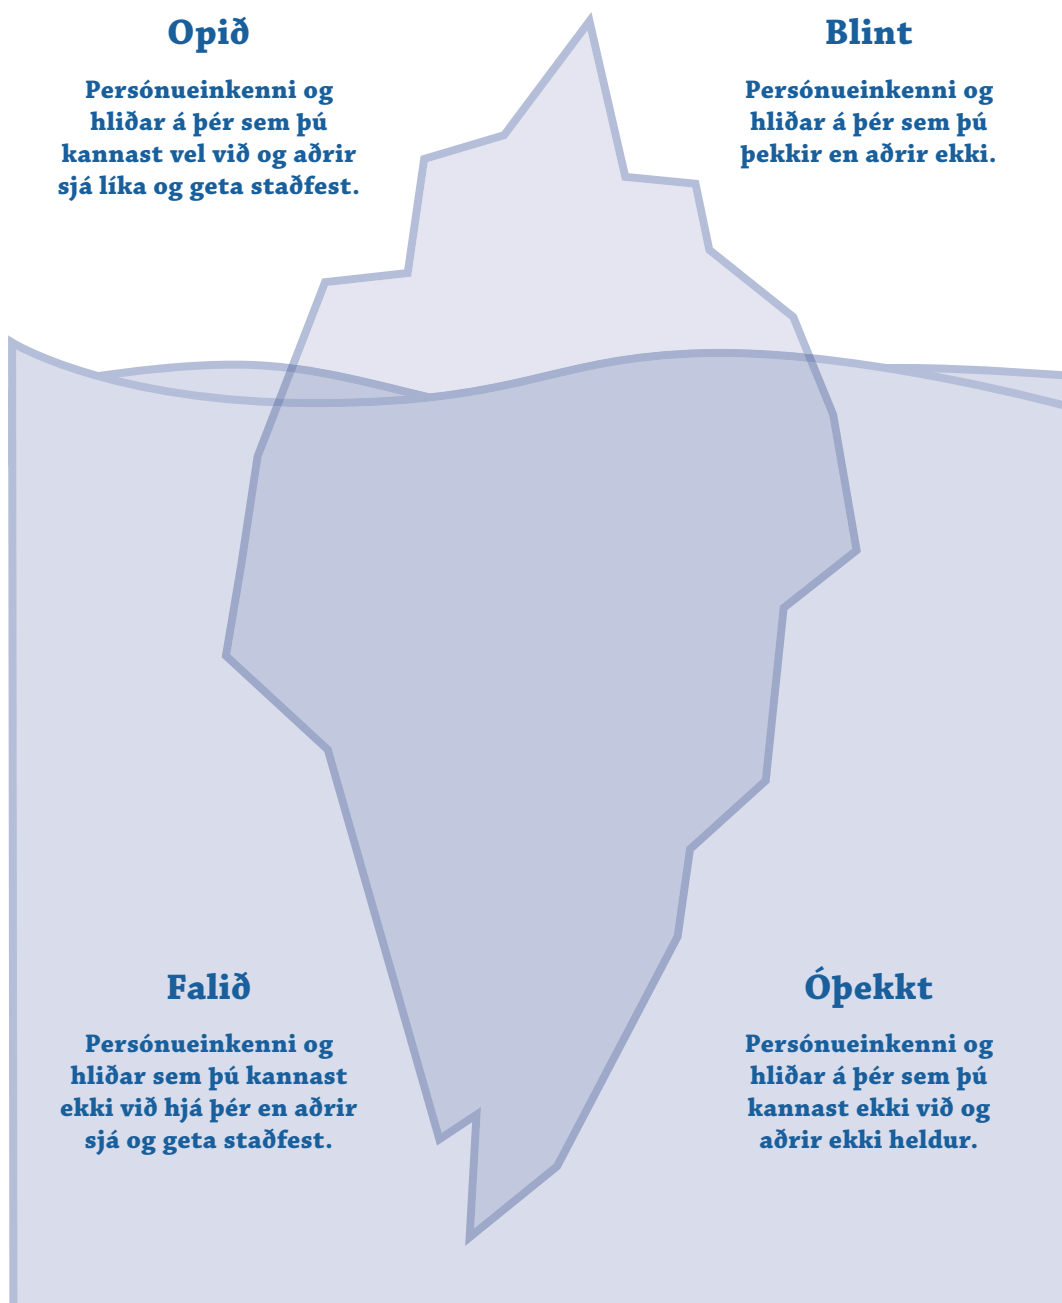 Opið
Persónueinkenni og
hliðar á þér sem þú
kannast vel við og aðrir
sjá líka og geta staðfest.
Blint
Persónueinkenni og
hliðar á þér sem þú
þekkir en aðrir ekki.
Falið
Persónueinkenni og
hliðar sem þú kannast
ekki við hjá þér en aðrir
sjá og geta staðfest.
Óþekkt
Persónueinkenni og
hliðar á þér sem þú
kannast ekki við og
aðrir ekki heldur.